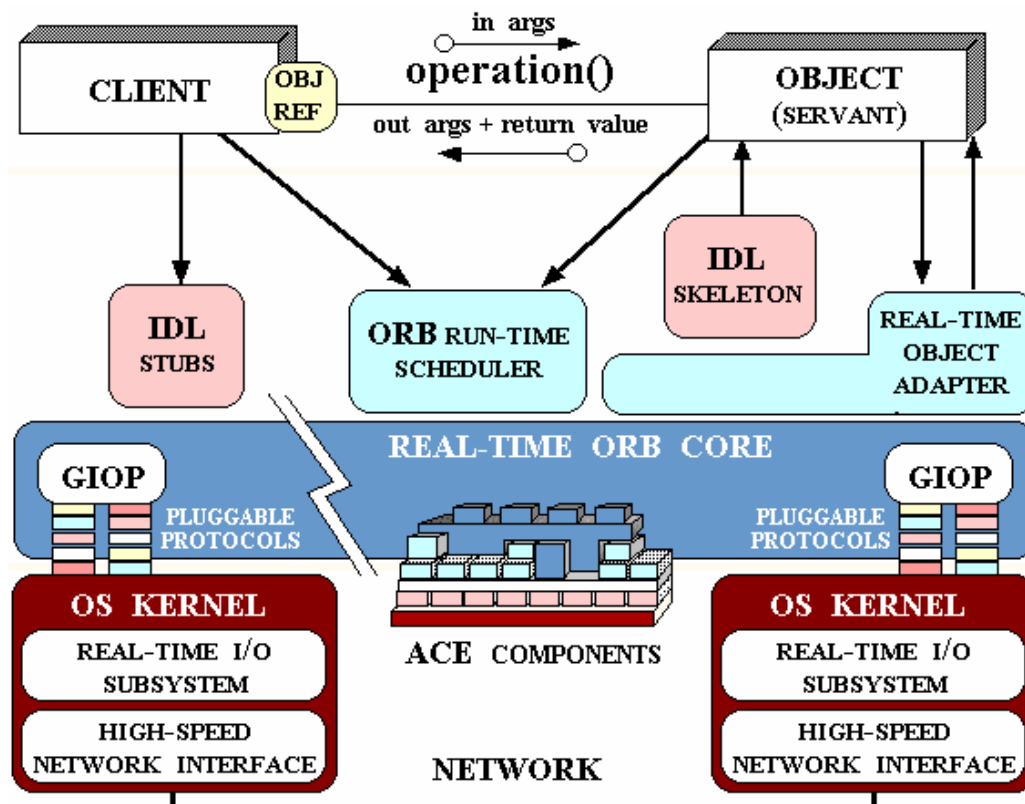 in args
CLIENT
OBJ
REF
operation()
OBJECT
(SERVANT)
out args + return value
IDL
STUBS
ORB RUN-TIME
SCHEDULER
IDL
SKELETON
REAL-TIME
OBJECT
ADAPTER
REAL-TIME ORB CORE
GIOP
PLUGGABLE
PROTOCOLS
GIOP
PLUGGABLE
PROTOCOLS
OS KERNEL
REAL-TIME I/O
SUBSYSTEM
HIGH-SPEED
NETWORK INTERFACE
ACE COMPONENTS
NETWORK
OS KERNEL
REAL-TIME I/O
SUBSYSTEM
HIGH-SPEED
NETWORK INTERFACE